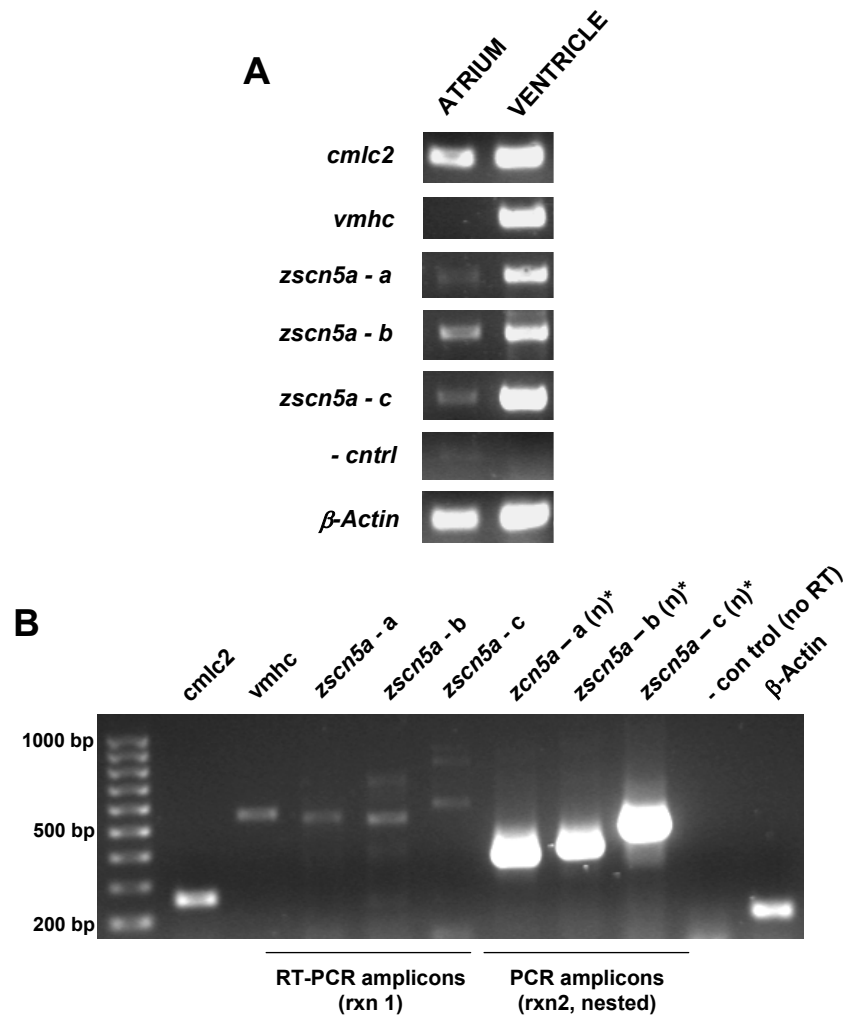 A
ATRIUM
VENTRICLE
cmlc2
vmhc
zscn5a - a
zscn5a - b
zscn5a - c
- cntrl
β-Actin
B
cmlc2
vmhc
zscn5a - a
zscn5a - b
zscn5a - c
zcn5a – a (n)*
zscn5a – b (n)*
zscn5a – c (n)*
- con trol (no RT)
β-Actin
1000 bp
500 bp
200 bp
RT-PCR amplicons
(rxn 1)
PCR amplicons
(rxn2, nested)